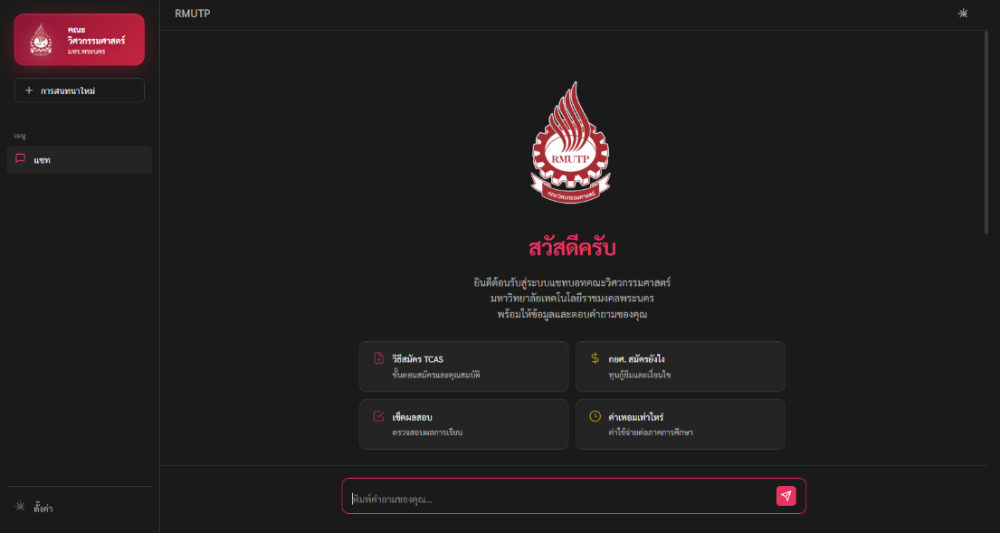 คณะ
วิศวกรรมศาสตร์
มทร.พระนคร
การสนทนาใหม่
เมนู
แชท
ตั้งค่า
RMUTP
RMUTP
คณะวิศวกรรมศาสตร์
สวัสดีครับ
ยินดีต้อนรับสู่ระบบแชทบอทคณะวิศวกรรมศาสตร์
มหาวิทยาลัยเทคโนโลยีราชมงคลพระนคร
พร้อมให้ข้อมูลและตอบคำถามของคุณ
วิธีสมัคร TCAS
ขั้นตอนสมัครและคุณสมบัติ
กยศ. สมัครยังไง
ทุนกู้ยืมและเงื่อนไข
เช็คผลสอบ
ตรวจสอบผลการเรียน
ค่าเทอมเท่าไหร่
ค่าใช้จ่ายต่อภาคการศึกษา
พิมพ์คำถามของคุณ...